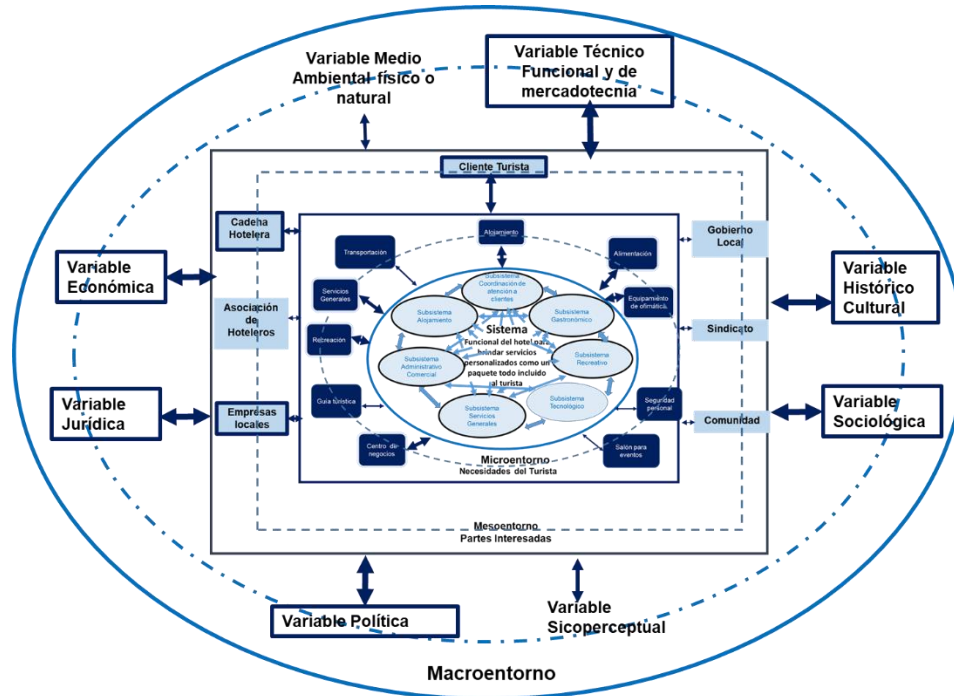 Variable Medio
Ambiental físico o
natural
Variable Técnico
Funcional y de
mercadotecnia
Cliente Turista
Cadena
Hotelera
Gobierno
Local
Alojamiento
Transportación
Alimentación
Variable
Económica
Variable
Histórico
Cultural
Servicios
Generales
Subsistema
Coordinación de
atención a
clientes
Equipamiento
de ofimática.
Asociación
de
Hoteleros
Subsistema
Alojamiento
Subsistema
Gastronómico
Sindicato
Recreación
Sistema
Funcional del hotel para
brindar servicios
personalizados como un
paquete todo incluido
al turista
Subsistema
Administrativo
Comercial
Subsistema
Recreativo
Variable
Jurídica
Empresas
locales
Guía turística
Subsistema
Servicios
Generales
Subsistema
Tecnológico
Seguridad
personal
Comunidad
Variable
Sociológica
Centro de
negocios
Salón para
eventos
Microentorno
Necesidades del Turista
Mesoentorno
Partes Interesadas
Variable Política
Variable
Sicoperceptual
Macroentorno